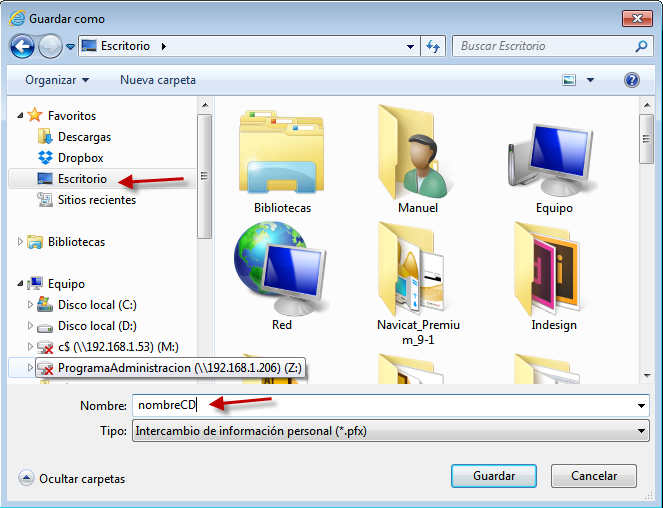 Guardar como
Escritorio
Buscar Escritorio
Organizar
Nueva carpeta
Favoritos
Descargas
Dropbox
Escritorio
Sitios recientes
Bibliotecas
Equipo
Disco local (C:)
Disco local (D:)
c$ (\\192.168.1.53) (M:)
ProgramaAdministracion (\\192.168.1.206) (Z:)
Bibliotecas
Manuel
Equipo
Red
Navicat_Premiu
m_9-1
Indesign
Nombre:
nombreCD
Tipo:
Intercambio de información personal (*.pfx)
Ocultar carpetas
Guardar
Cancelar